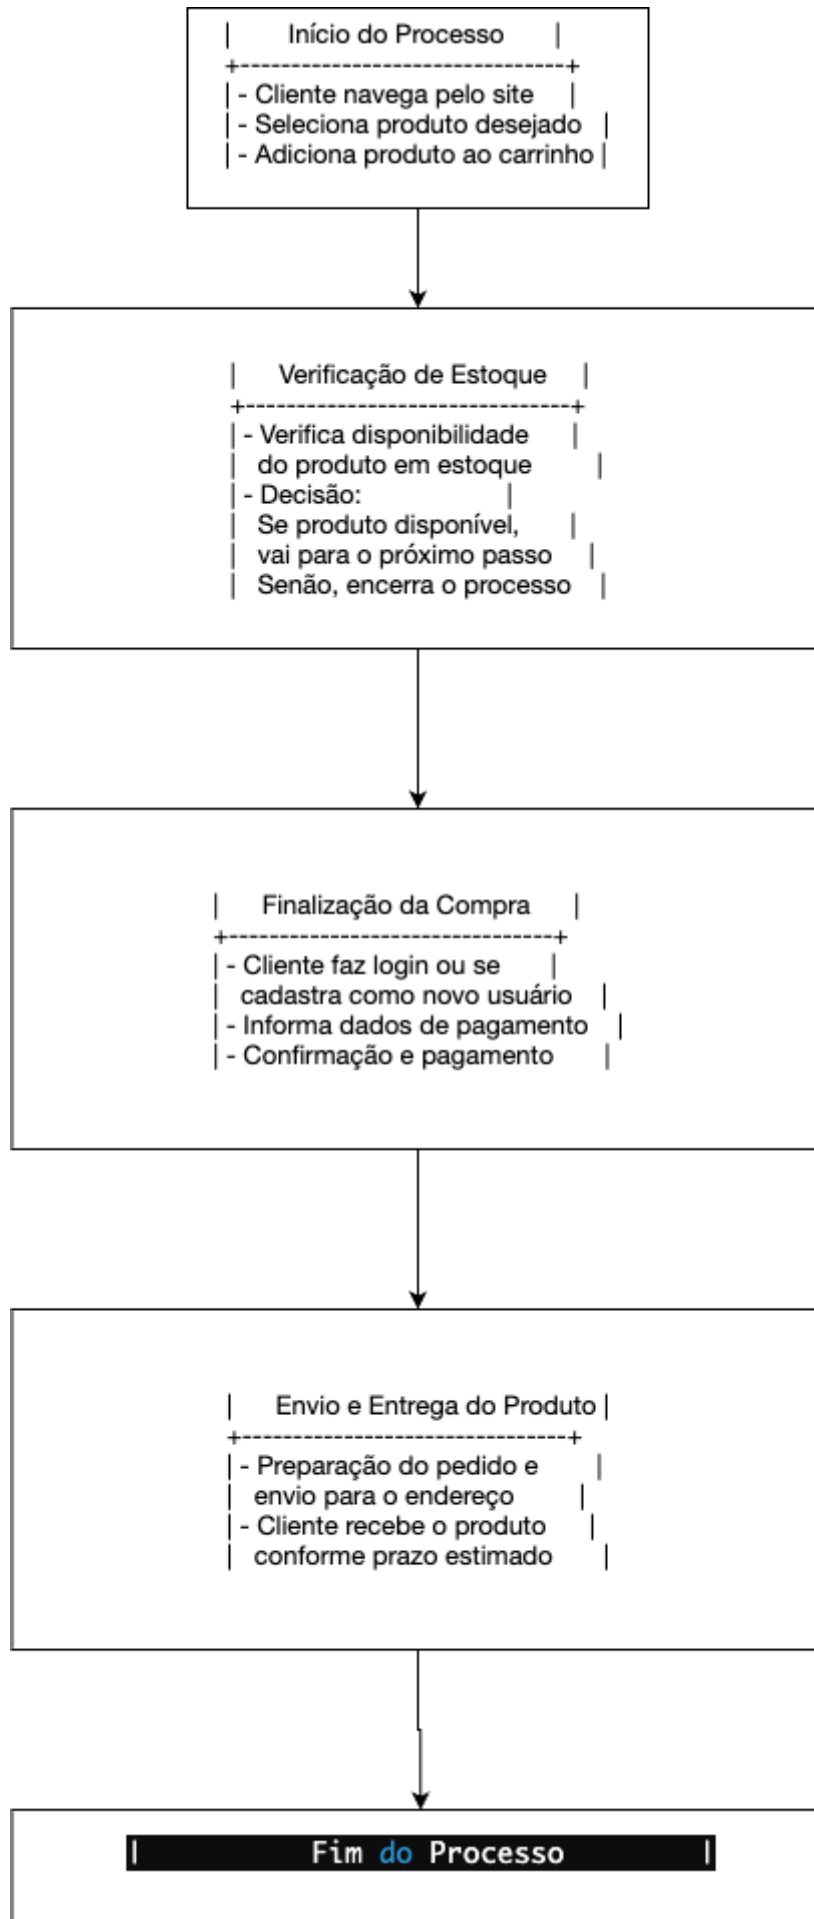 | Início do Processo |
+---------------------------------+
| - Cliente navega pelo site |
| - Seleciona produto desejado |
| - Adiciona produto ao carrinho |
| Verificação de Estoque |
+---------------------------------+
| - Verifica disponibilidade |
| do produto em estoque |
| - Decisão: |
| Se produto disponível, |
| vai para o próximo passo |
| Senão, encerra o processo |
| Finalização da Compra |
+---------------------------------+
| - Cliente faz login ou se |
| cadastra como novo usuário |
| - Informa dados de pagamento |
| - Confirmação e pagamento |
| Envio e Entrega do Produto |
+---------------------------------+
| - Preparação do pedido e |
| envio para o endereço |
| - Cliente recebe o produto |
| conforme prazo estimado |
| Fim do Processo |